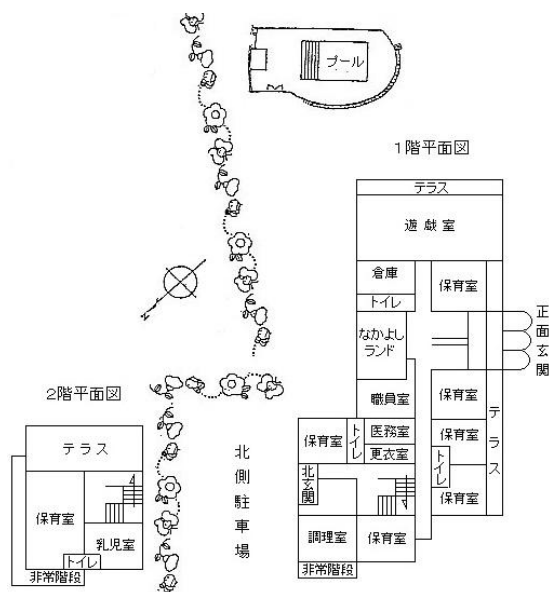 プール
1階平面図
テラス
遊戯室
倉庫
トイレ
保育室
なかよし
ランド
正面玄関
職員室
保育室
医務室
更衣室
トイレ
保育室
保育室
トイレ
テラス
北玄関
保育室
調理室
保育室
非常階段
北側駐車場
2階平面図
テラス
保育室
乳児室
トイレ
非常階段
N